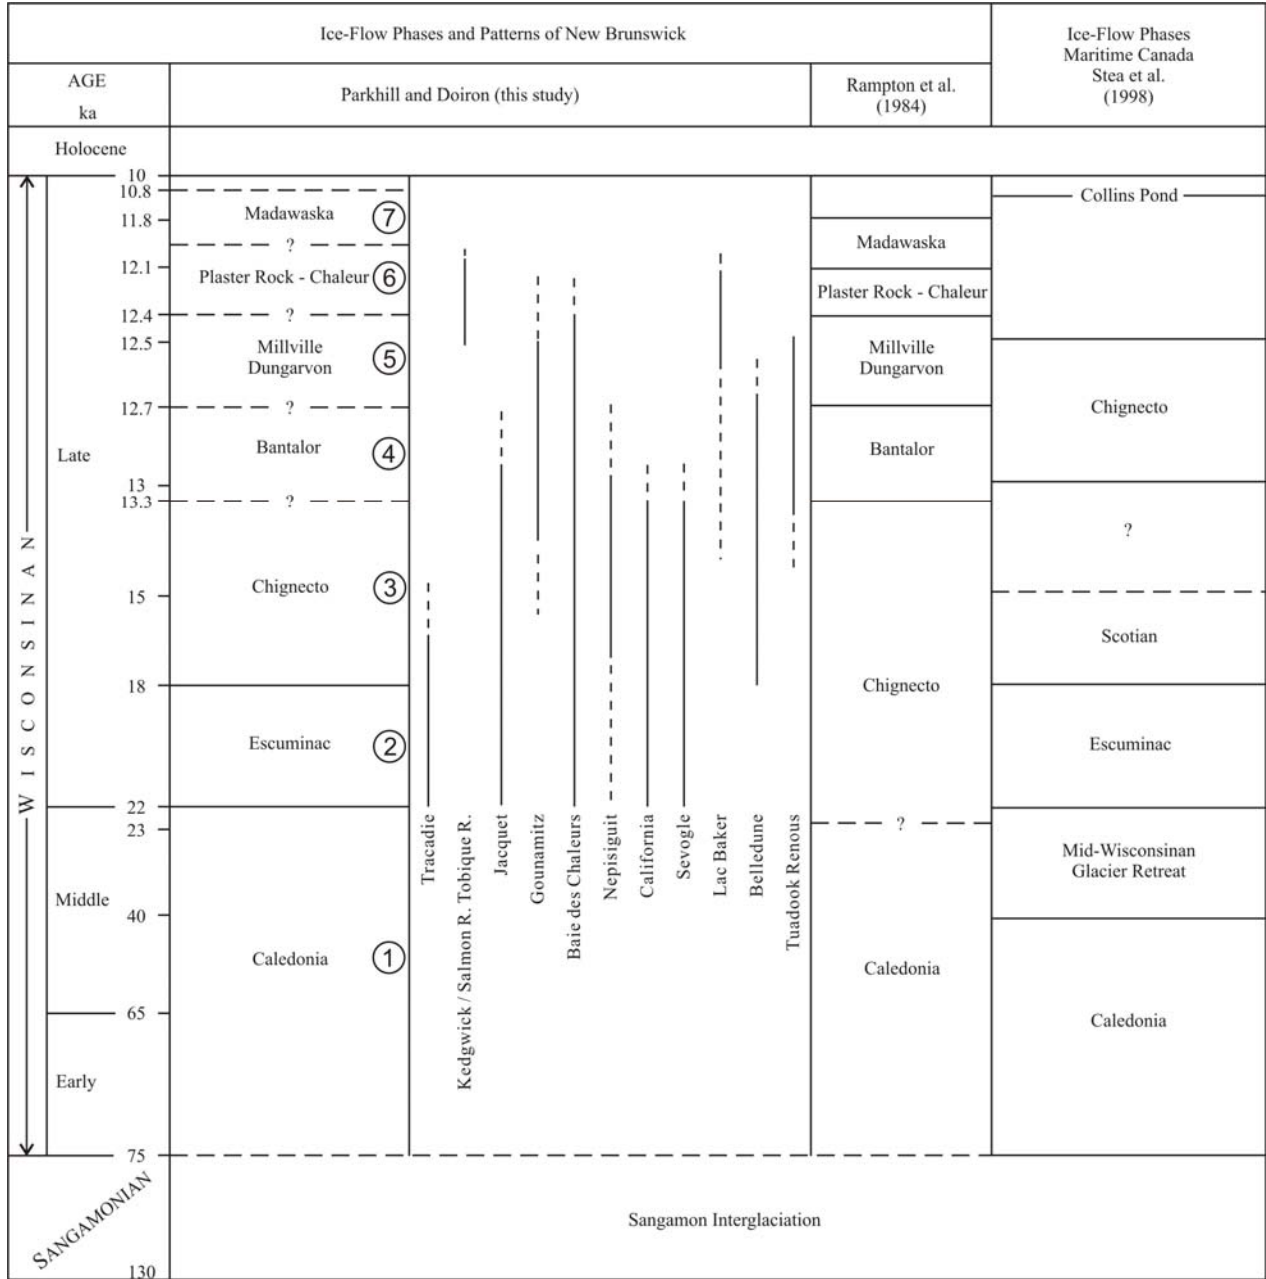 Ice-Flow Phases and Patterns of New Brunswick
Ice-Flow Phases
Maritime Canada
Stea et al.
(1998)
AGE
ka
Parkhill and Doiron (this study)
Rampton et al.
(1984)
Holocene
10
10.8
Collins Pond
Madawaska
7
11.8
?
Madawaska
12.1
Plaster Rock - Chaleur
6
Plaster Rock - Chaleur
12.4
?
12.5
Millville
Dungarvon
5
Millville
Dungarvon
12.7
?
Chignecto
Late
Bantalor
4
Bantalor
13
13.3
?
?
WISCONSINAN
Chignecto
3
15
Scotian
18
Chignecto
Escuminac
2
Escuminac
22
23
?
Tracadie
Kedgwick / Salmon R. Tobique R.
Jacquet
Gounamitz
Baie des Chaleurs
Nepisiguit
California
Sevogle
Lac Baker
Belledune
Tuadook Renous
Mid-Wisconsinan
Glacier Retreat
Middle
40
Caledonia
1
Caledonia
65
Caledonia
Early
75
SANGAMONIAN
Sangamon Interglaciation
130